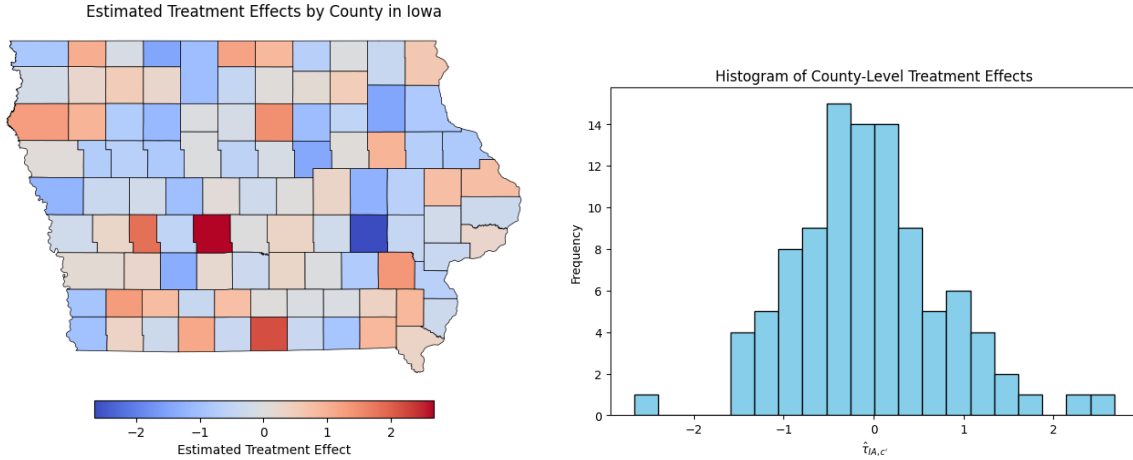 Estimated Treatment Effects by County in Iowa
−2 −1 0 1 2
Estimated Treatment Effect
Histogram of County-Level Treatment Effects
14
12
10
8
6
4
2
0
Frequency
−2 −1 0 1 2
τ̂_{IA,c'}